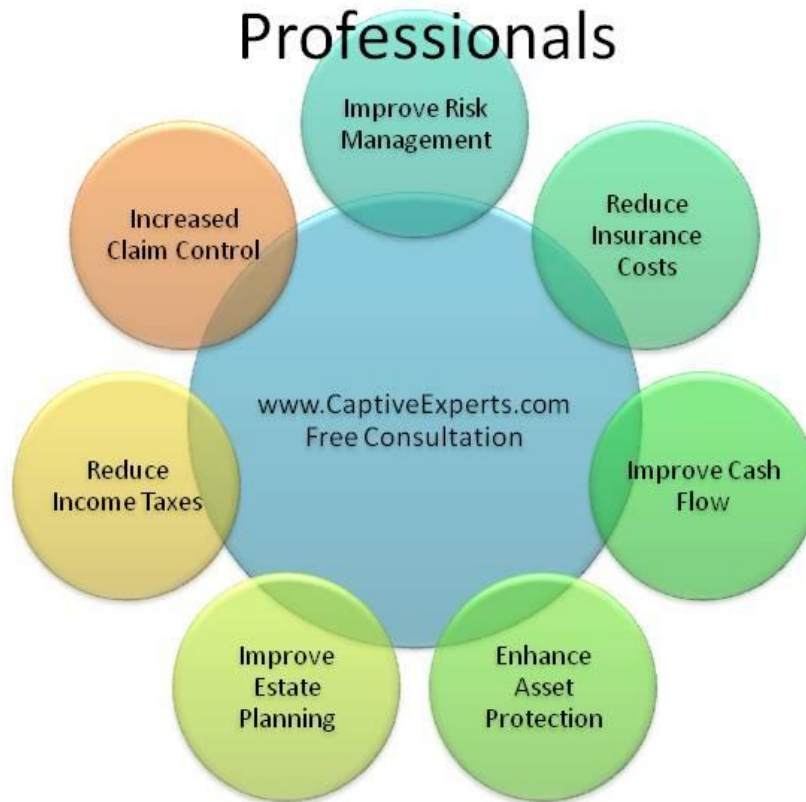 Professionals
Improve Risk
Management
Reduce
Insurance
Costs
Improve Cash
Flow
Enhance
Asset
Protection
Improve
Estate
Planning
Reduce
Income Taxes
Increased
Claim Control
www.CaptiveExperts.com
Free Consultation